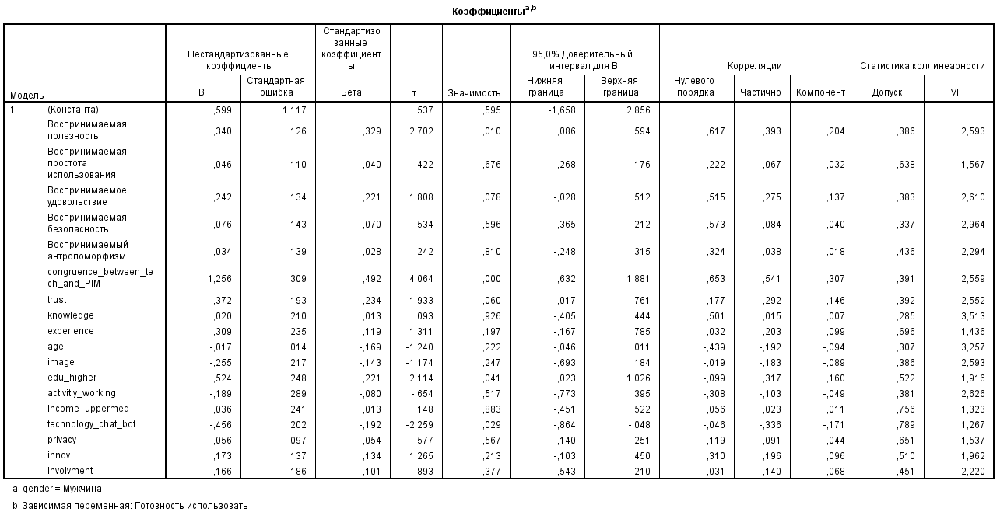 Коэффициентыa,b
Модель Нестандартизованные коэффициенты Стандартизо ванные коэффициент ы т Значимость 95,0% Доверительный интервал для B Корреляции Статистика коллинеарности
B Стандартная ошибка Бета Нижняя граница Верхняя граница Нулевого порядка Частично Компонент Допуск VIF
1 (Константа) ,599 1,117 ,537 ,595 -1,658 2,856
Воспринимаемая полезность ,340 ,126 ,329 2,702 ,010 ,086 ,594 ,617 ,393 ,204 ,386 2,593
Воспринимаемая простота использования -,046 ,110 -,040 -,422 ,676 -,268 ,176 ,222 -,067 -,032 ,638 1,567
Воспринимаемое удовольствие ,242 ,134 ,221 1,808 ,078 -,028 ,512 ,515 ,275 ,137 ,383 2,610
Воспринимаемая безопасность -,076 ,143 -,070 -,534 ,596 -,365 ,212 ,573 -,084 -,040 ,337 2,964
Воспринимаемый антропоморфизм ,034 ,139 ,028 ,242 ,810 -,248 ,315 ,324 ,038 ,018 ,436 2,294
congruence_between_te ch_and_PIM 1,256 ,309 ,492 4,064 ,000 ,632 1,881 ,653 ,541 ,307 ,391 2,559
trust ,372 ,193 ,234 1,933 ,060 -,017 ,761 ,177 ,292 ,146 ,392 2,552
knowledge ,020 ,210 ,013 ,093 ,926 -,405 ,444 ,501 ,015 ,007 ,285 3,513
experience ,309 ,235 ,119 1,311 ,197 -,167 ,785 ,032 ,203 ,099 ,696 1,436
age -,017 ,014 -,169 -1,240 ,222 -,046 ,011 -,439 -,192 -,094 ,307 3,257
image -,255 ,217 -,143 -1,174 ,247 -,693 ,184 -,019 -,183 -,089 ,386 2,593
edu_higher ,524 ,248 ,221 2,114 ,041 ,023 1,026 -,099 ,317 ,160 ,522 1,916
activitiy_working -,189 ,289 -,080 -,654 ,517 -,773 ,395 -,308 -,103 -,049 ,381 2,626
income_uppermed ,036 ,241 ,013 ,148 ,883 -,451 ,522 ,056 ,023 ,011 ,756 1,323
technology_chat_bot -,456 ,202 -,192 -2,259 ,029 -,864 -,048 -,046 -,336 -,171 ,789 1,267
privacy ,056 ,097 ,054 ,577 ,567 -,140 ,251 -,119 ,091 ,044 ,651 1,537
innov ,173 ,137 ,134 1,265 ,213 -,103 ,450 ,310 ,196 ,096 ,510 1,962
involvment -,166 ,186 -,101 -,893 ,377 -,543 ,210 ,031 -,140 -,068 ,451 2,220
a. gender = Мужчина
b. Зависимая переменная: Готовность использовать